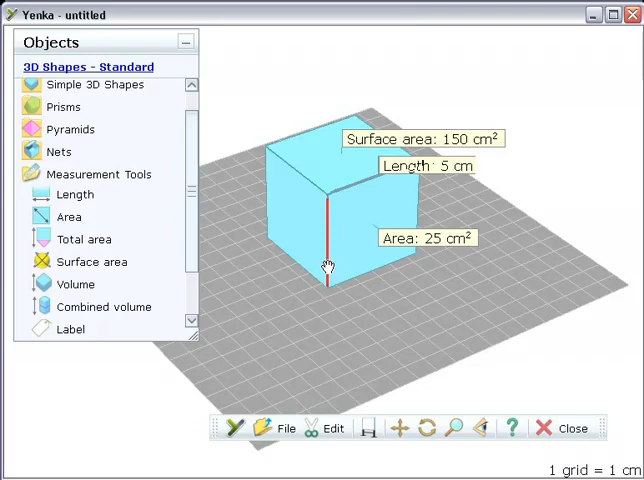 Yenka - untitled
Objects
3D Shapes - Standard
Simple 3D Shapes
Prisms
Pyramids
Nets
Measurement Tools
Length
Area
Total area
Surface area
Volume
Combined volume
Label
Surface area: 150 cm²
Length: 5 cm
Area: 25 cm²
File Edit ? Close
1 grid = 1 cm